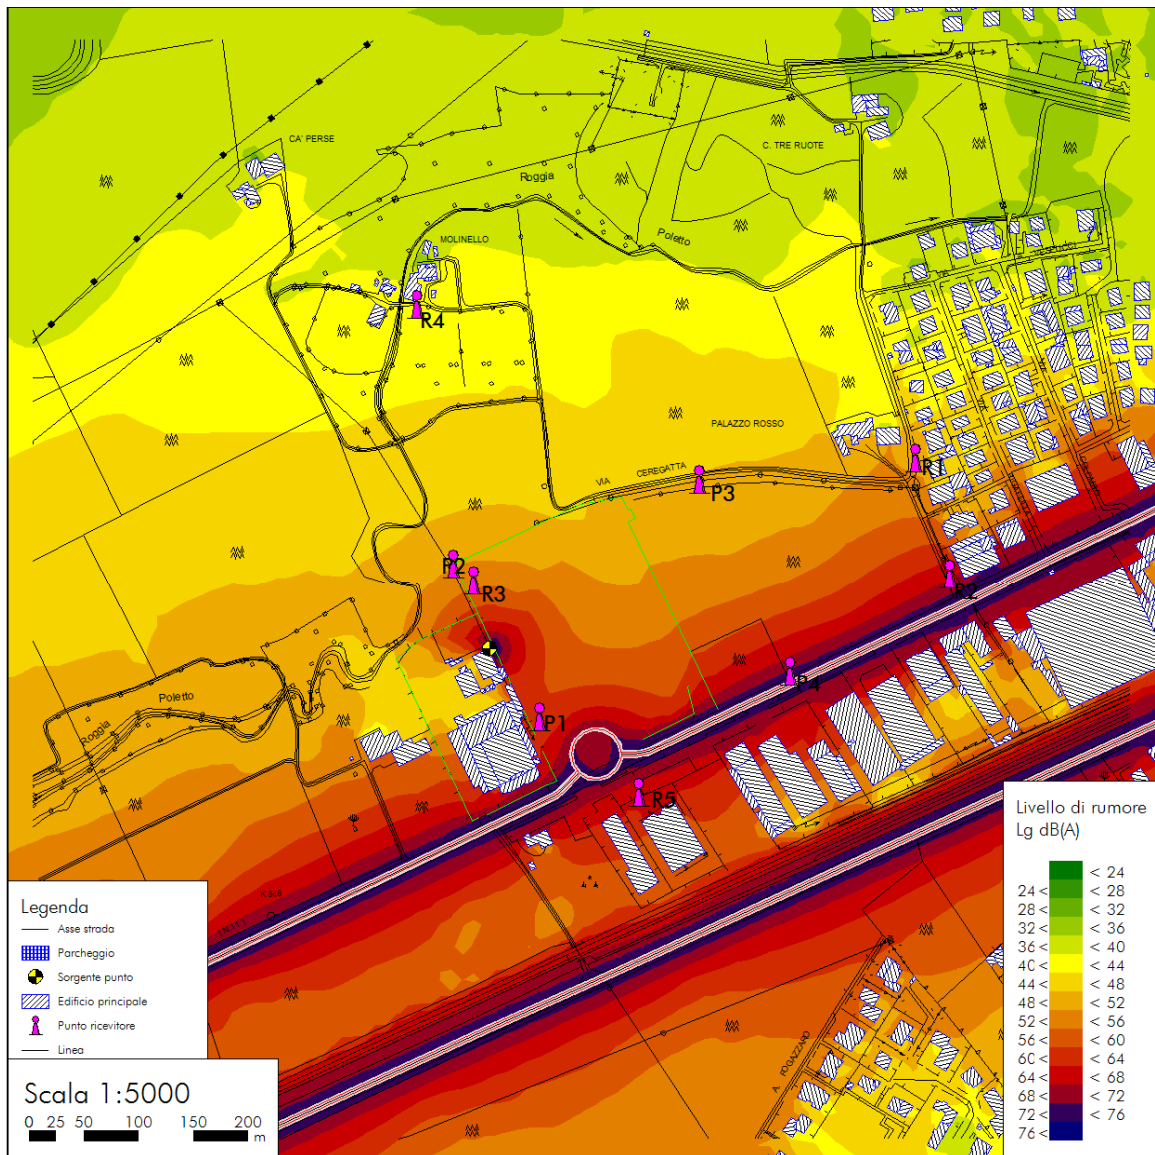 CA' PERSE
C. TRE RUOTE
Roggia
Poletto
MOLINELLO
R4
PALAZZO ROSSO
R1
VIA
CEREGATTA
P3
P2
R3
R2
P4
Poletto
Roggia
P1
R5
A. FOGAZZARO
Livello di rumore
Lg dB(A)
< 24
24 < < 28
28 < < 32
32 < < 36
36 < < 40
40 < < 44
44 < < 48
48 < < 52
52 < < 56
56 < < 60
60 < < 64
64 < < 68
68 < < 72
72 < < 76
76 <
Legenda
Asse strada
Parcheggio
Sorgente punto
Edificio principale
Punto ricevitore
Linea
Scala 1:5000
0 25 50 100 150 200
m